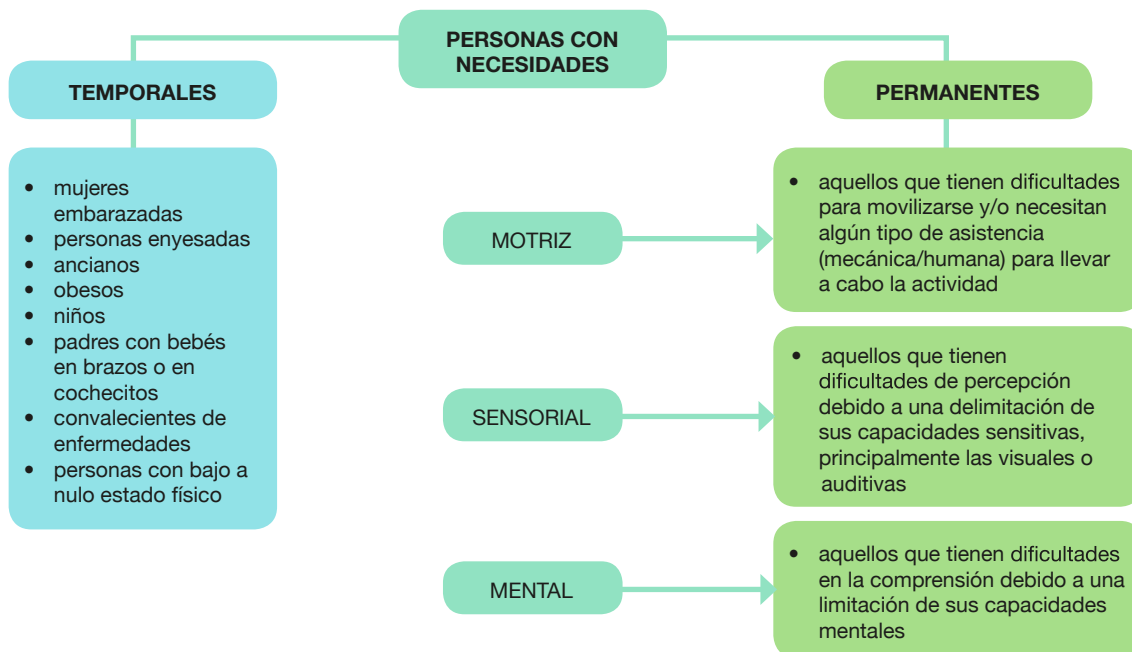 PERSONAS CON
NECESIDADES
TEMPORALES
• mujeres
embarazadas
• personas enyesadas
• ancianos
• obesos
• niños
• padres con bebés
en brazos o en
cochecitos
• convalecientes de
enfermedades
• personas con bajo a
nulo estado físico
PERMANENTES
MOTRIZ
• aquellos que tienen dificultades
para movilizarse y/o necesitan
algún tipo de asistencia
(mecánica/humana) para llevar
a cabo la actividad
SENSORIAL
• aquellos que tienen
dificultades de percepción
debido a una delimitación de
sus capacidades sensitivas,
principalmente las visuales o
auditivas
MENTAL
• aquellos que tienen dificultades
en la comprensión debido a una
limitación de sus capacidades
mentales